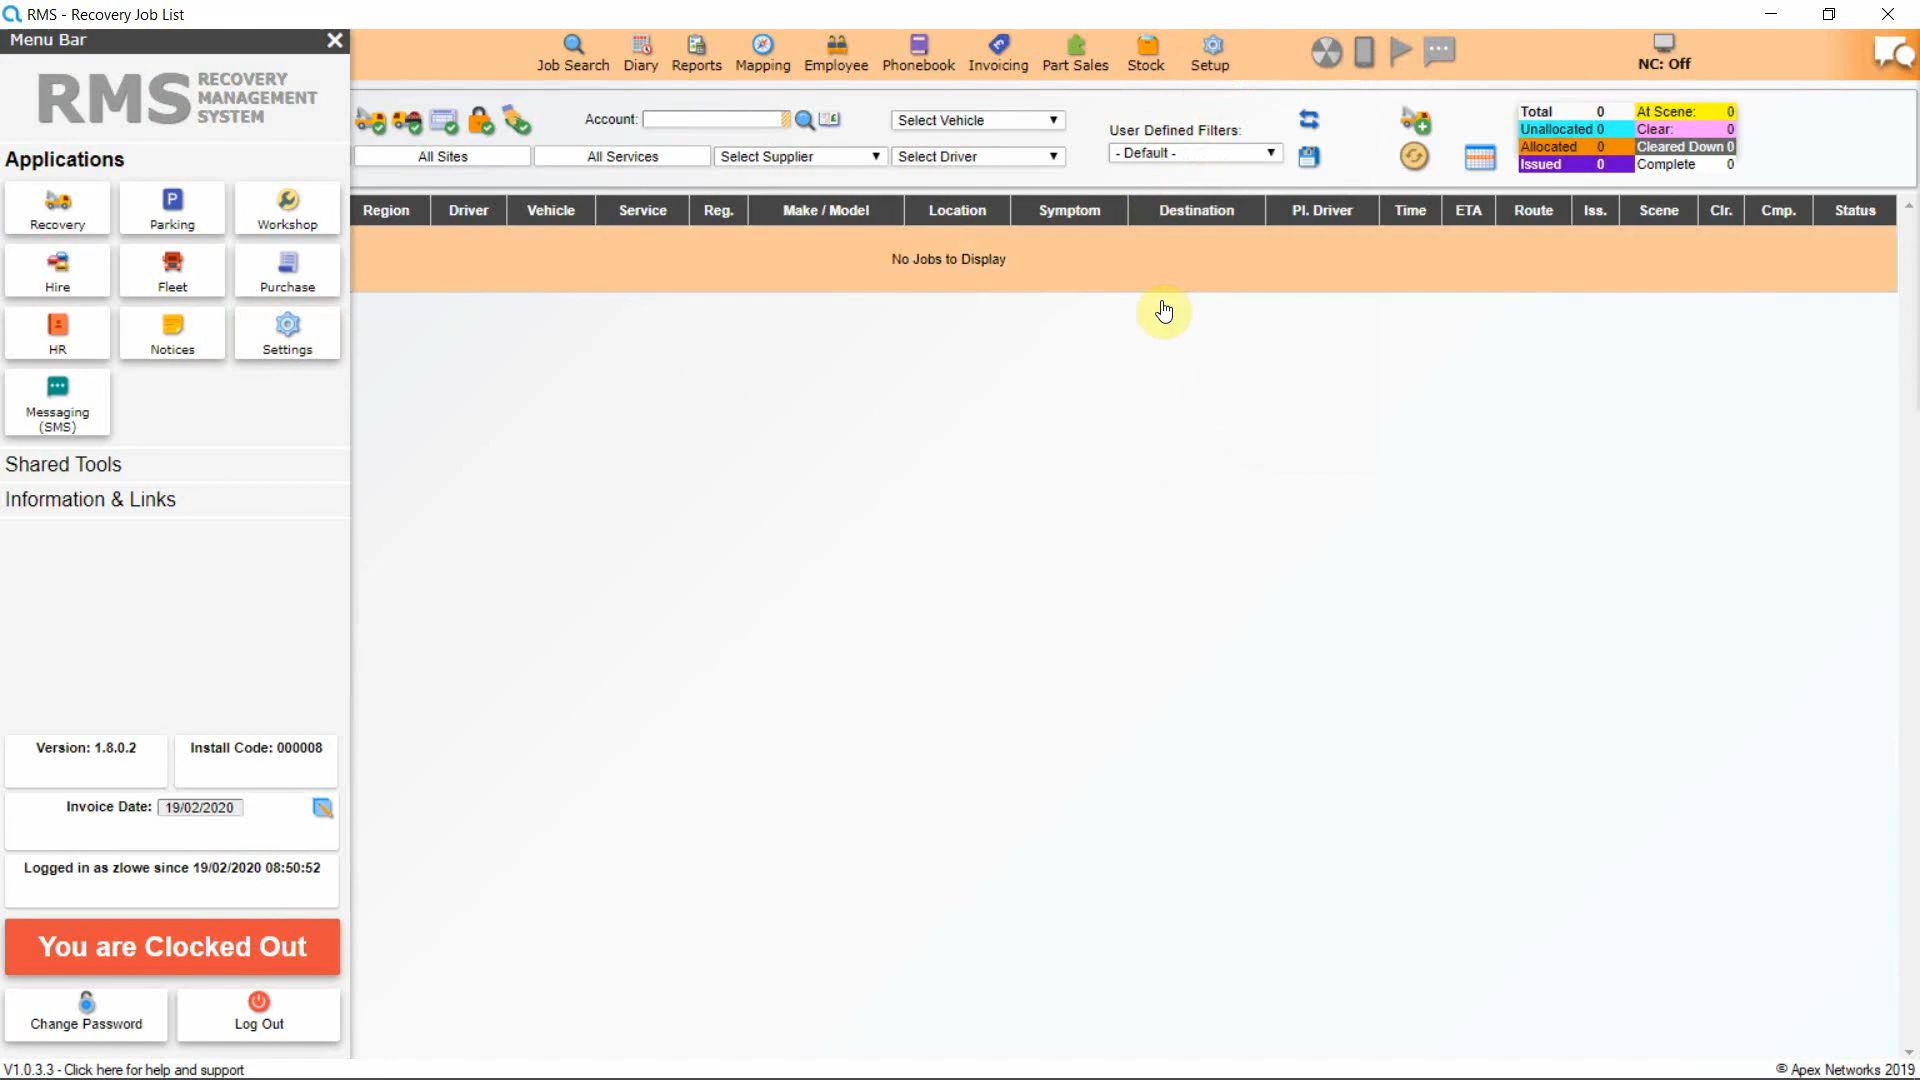 RMS - Recovery Job List
Menu Bar
RMS RECOVERY MANAGEMENT SYSTEM
Job Search Diary Reports Mapping Employee Phonebook Invoicing Part Sales Stock Setup
NC: Off
Account:
Select Vehicle
User Defined Filters:
- Default -
All Sites All Services Select Supplier Select Driver
Total 0 At Scene: 0
Unallocated 0 Clear: 0
Allocated 0 Cleared Down 0
Issued 0 Complete 0
Region Driver Vehicle Service Reg. Make / Model Location Symptom Destination Pl. Driver Time ETA Route Iss. Scene Clr. Cmp. Status
No Jobs to Display
Applications
Recovery Parking Workshop
Hire Fleet Purchase
HR Notices Settings
Messaging
(SMS)
Shared Tools
Information & Links
Version: 1.8.0.2 Install Code: 000008
Invoice Date: 19/02/2020
Logged in as zlowe since 19/02/2020 08:50:52
You are Clocked Out
Change Password Log Out
V1.0.3.3 - Click here for help and support
© Apex Networks 2019